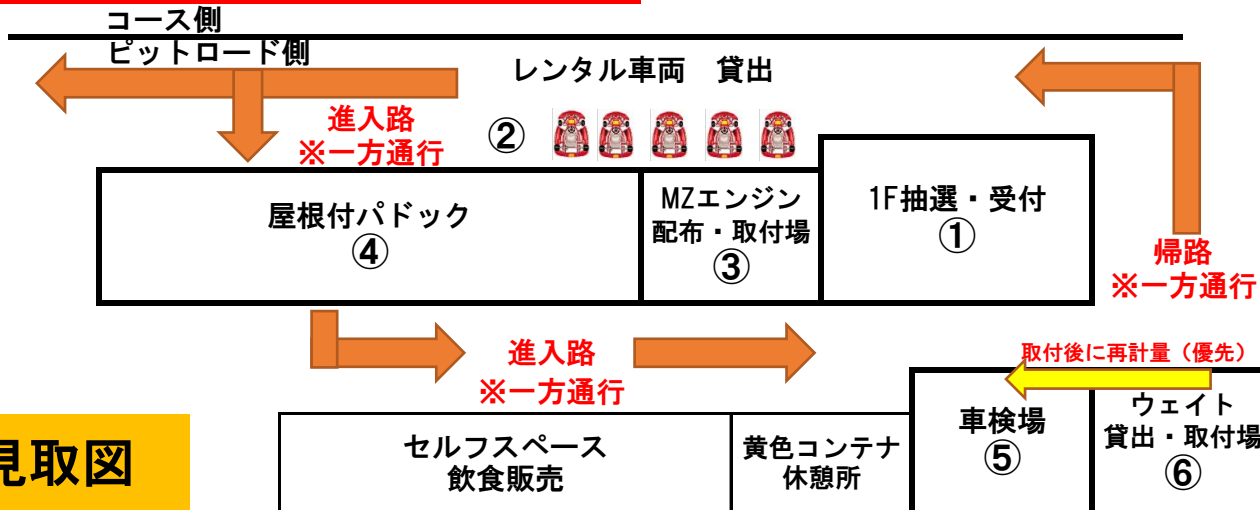 コース側
ピットロード側
レンタル車両 貸出
進入路
※一方通行
②
屋根付パドック
④
MZエンジン
配布・取付場
③
1F抽選・受付
①
帰路
※一方通行
進入路
※一方通行
取付後に再計量（優先）
見取図
セルフスペース
飲食販売
黄色コンテナ
休憩所
車検場
⑤
ウェイト
貸出・取付場
⑥